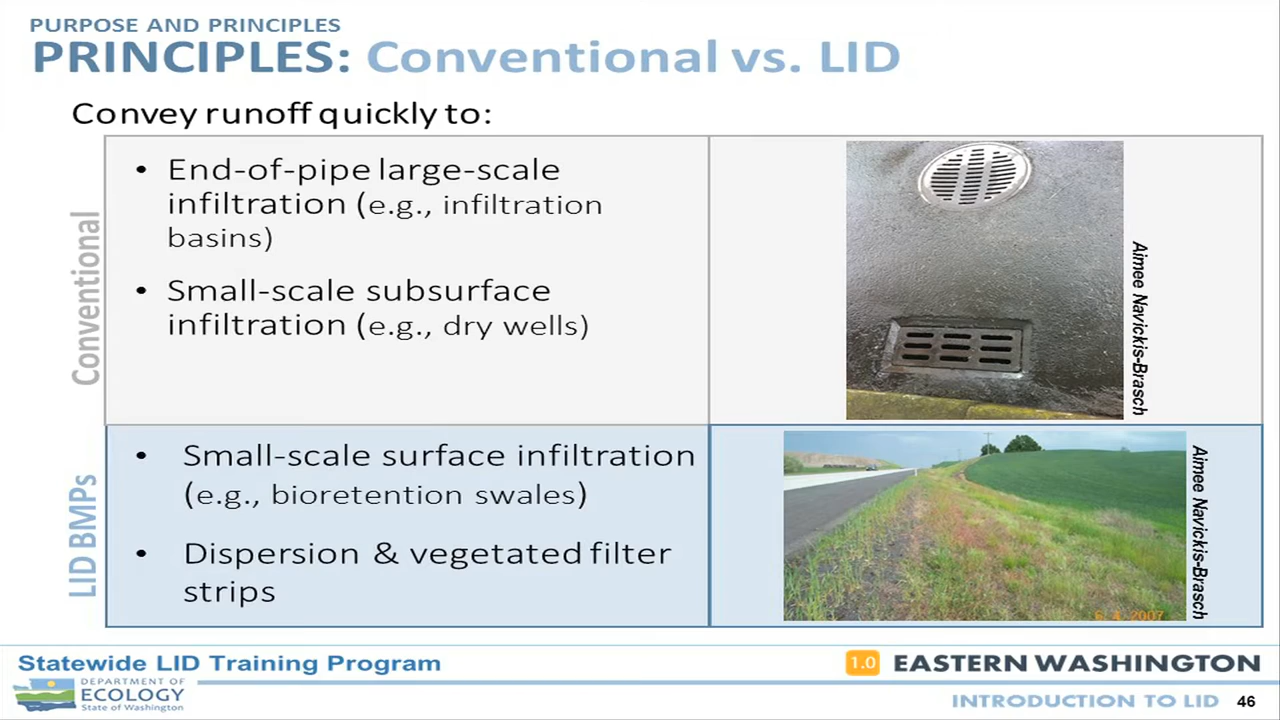 PURPOSE AND PRINCIPLES
PRINCIPLES: Conventional vs. LID
Convey runoff quickly to:
Conventional
• End-of-pipe large-scale
infiltration (e.g., infiltration
basins)
• Small-scale subsurface
infiltration (e.g., dry wells)
Aimee Navickis-Brasch
LID BMPs
• Small-scale surface infiltration
(e.g., bioretention swales)
• Dispersion & vegetated filter
strips
Aimee Navickis-Brasch
6 4 2007
Statewide LID Training Program
1.0 EASTERN WASHINGTON
DEPARTMENT OF
ECOLOGY
State of Washington
INTRODUCTION TO LID 46